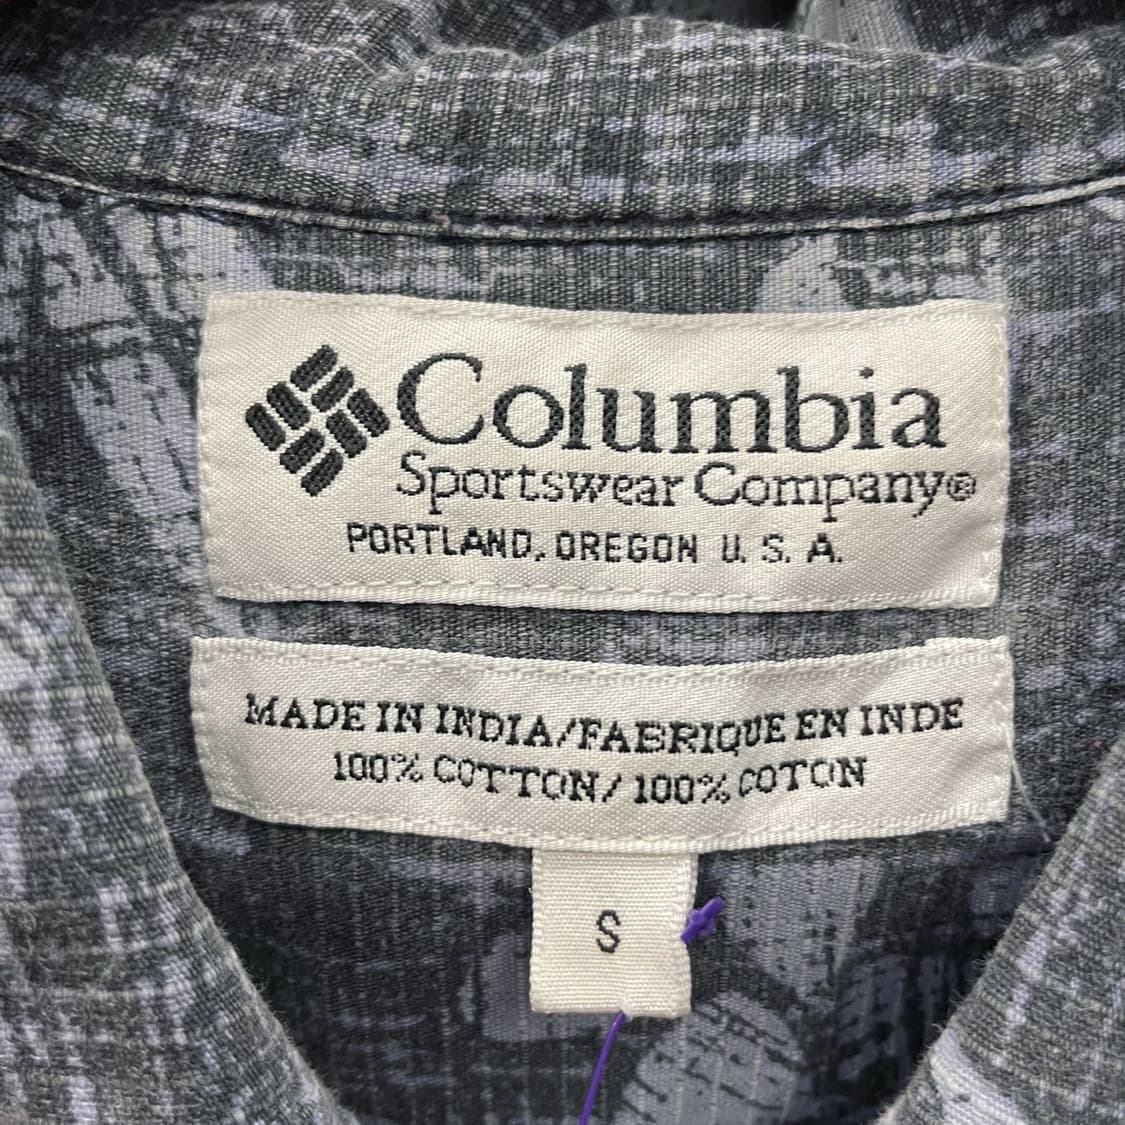 Columbia
Sportswear Company®
PORTLAND, OREGON U. S. A.
MADE IN INDIA/FABRIQUE EN INDE
100% COTTON/ 100% COTON
S